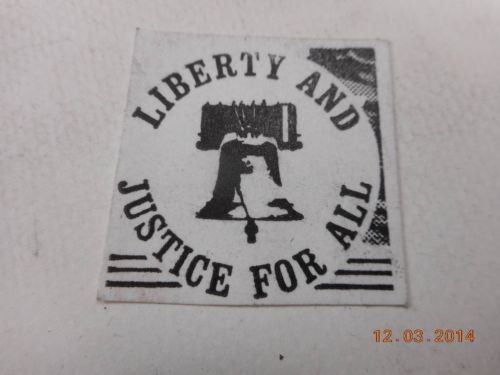 LIBERTY AND
JUSTICE FOR ALL
12.03.2014